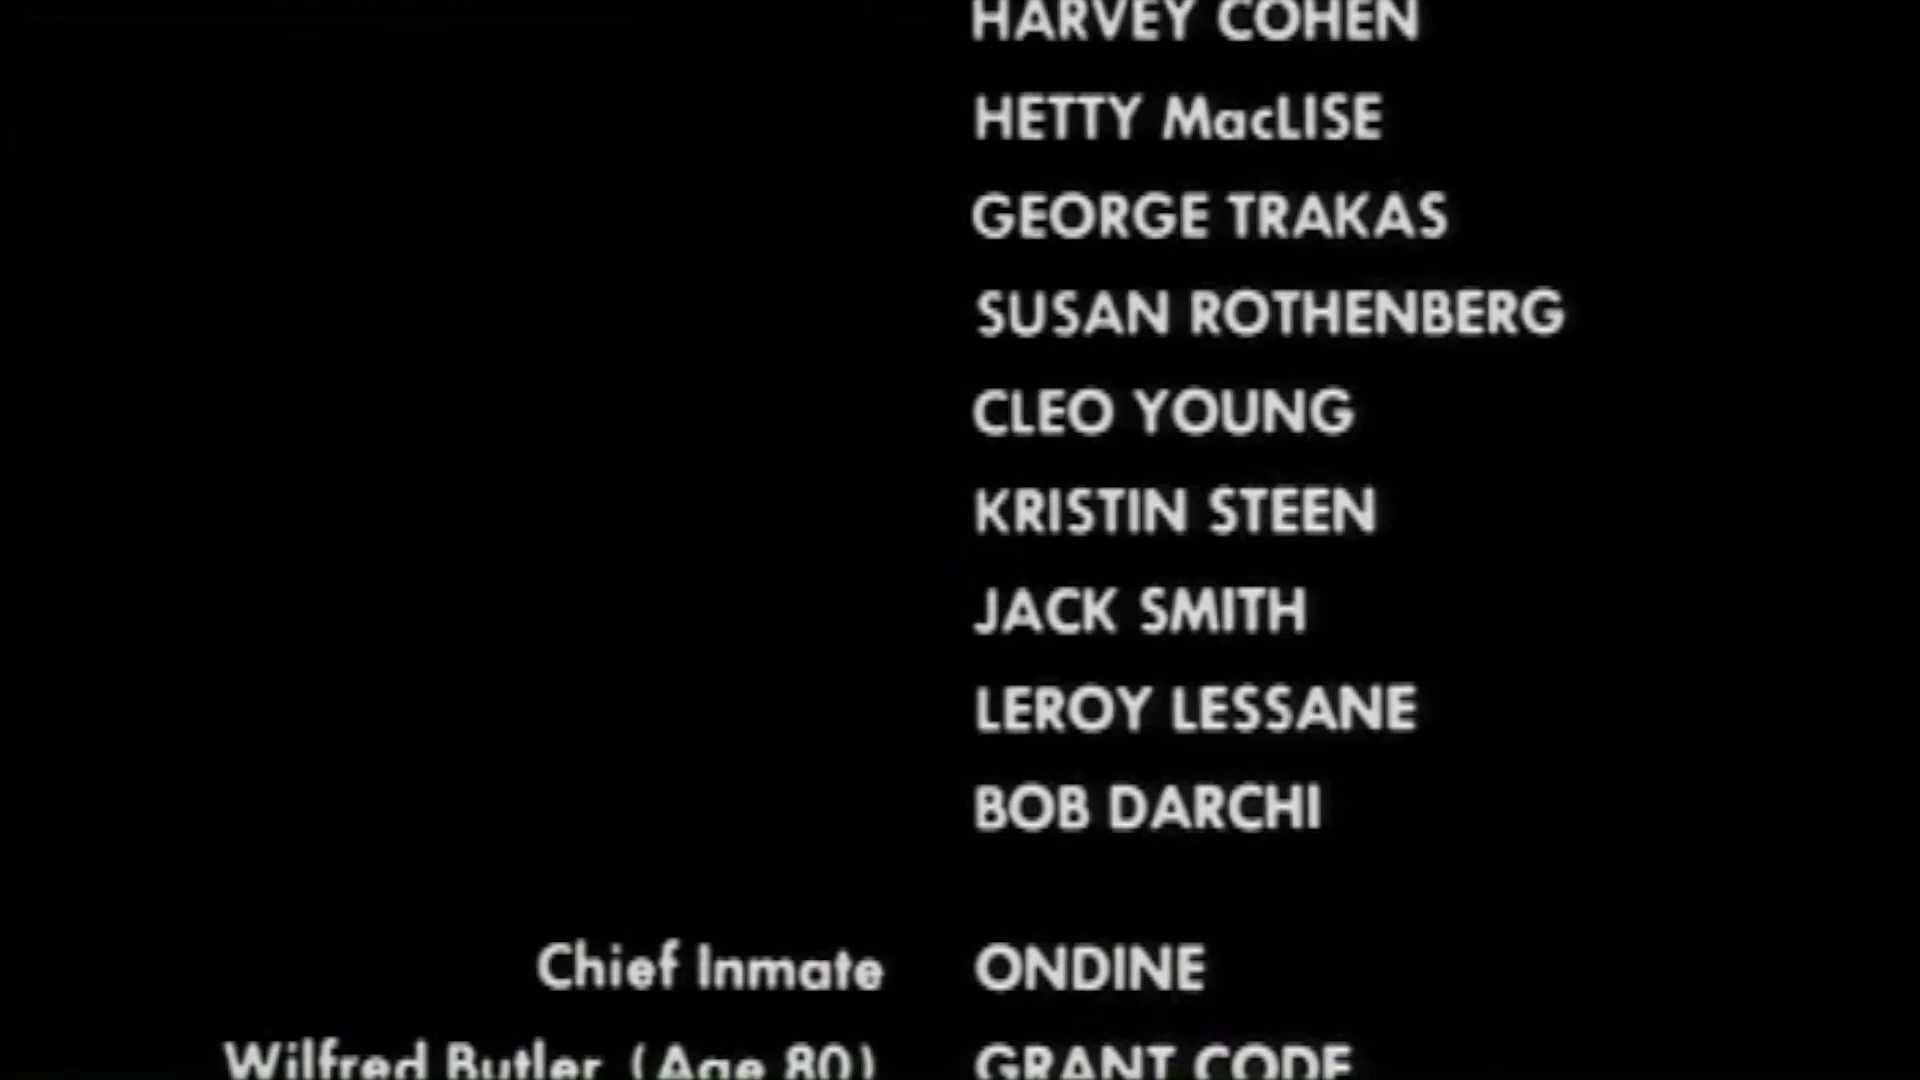 HARVEY COHEN
HETTY MacLISE
GEORGE TRAKAS
SUSAN ROTHENBERG
CLEO YOUNG
KRISTIN STEEN
JACK SMITH
LEROY LESSANE
BOB DARCHI
Chief Inmate ONDINE
Wilfred Butler (Age 80) GRANT CODE